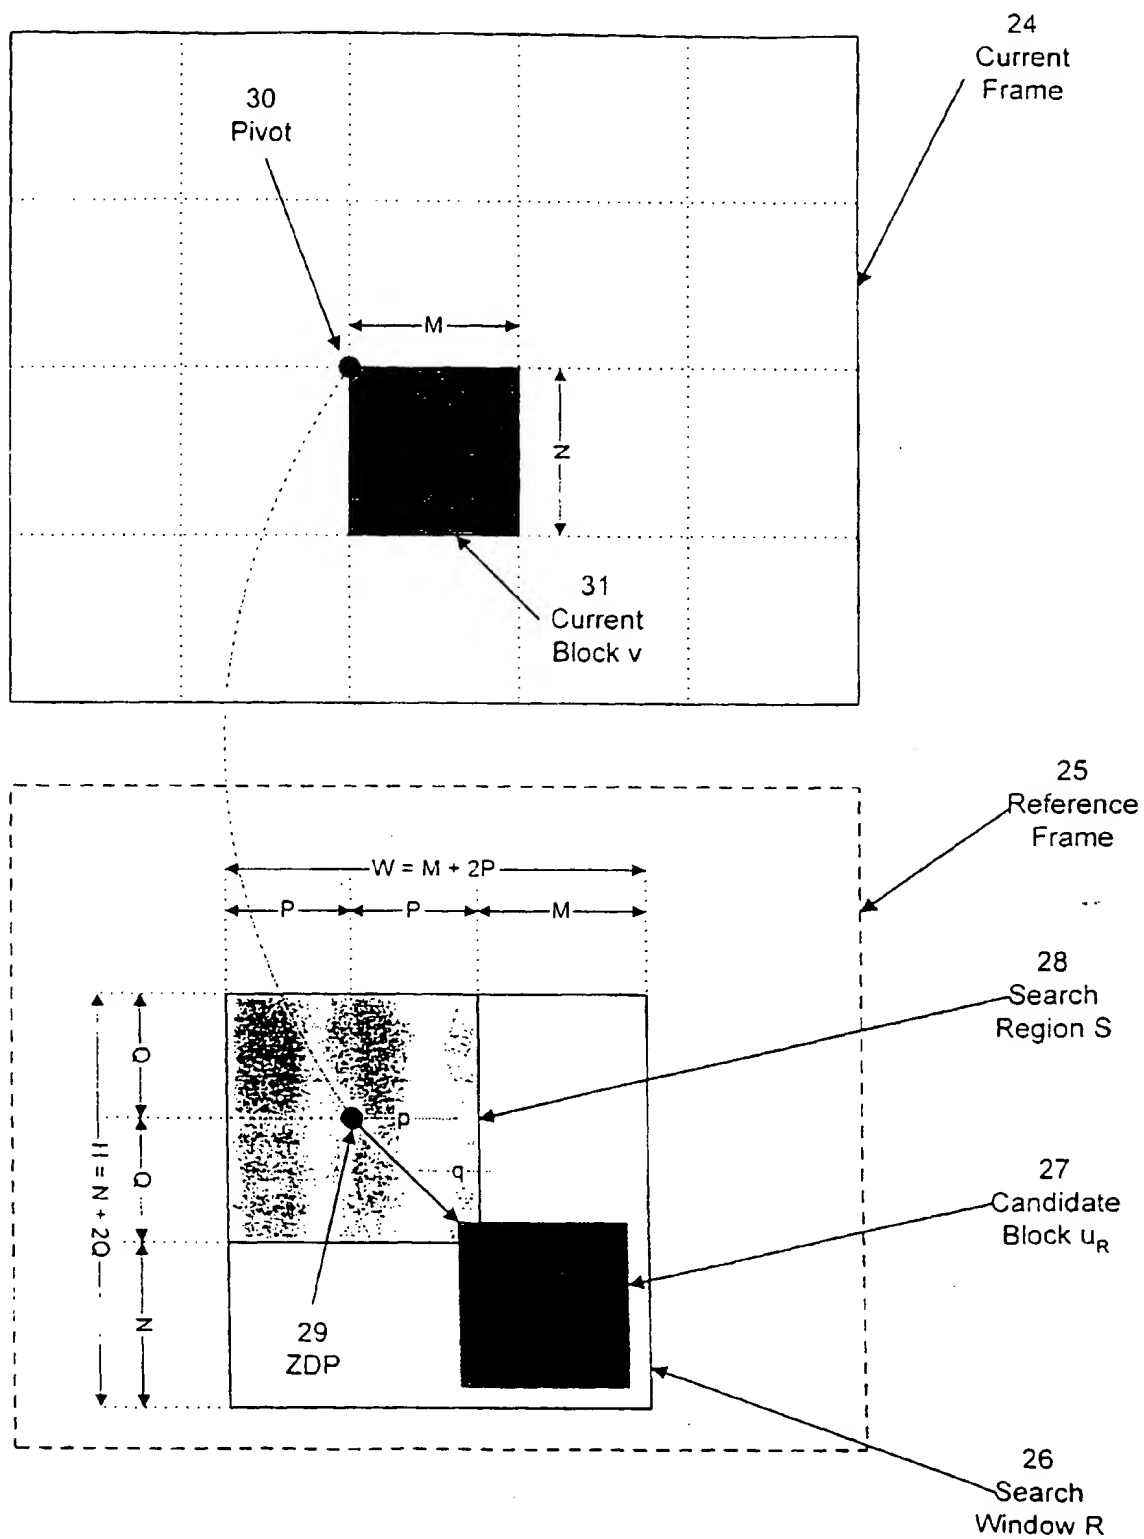 24
Current
Frame
30
Pivot
M
N
31
Current
Block v
25
Reference
Frame
W = M + 2P
P
P
M
28
Search
Region S
Q
p
H = N + 2Q
Q
q
27
Candidate
Block uR
N
29
ZDP
26
Search
Window R